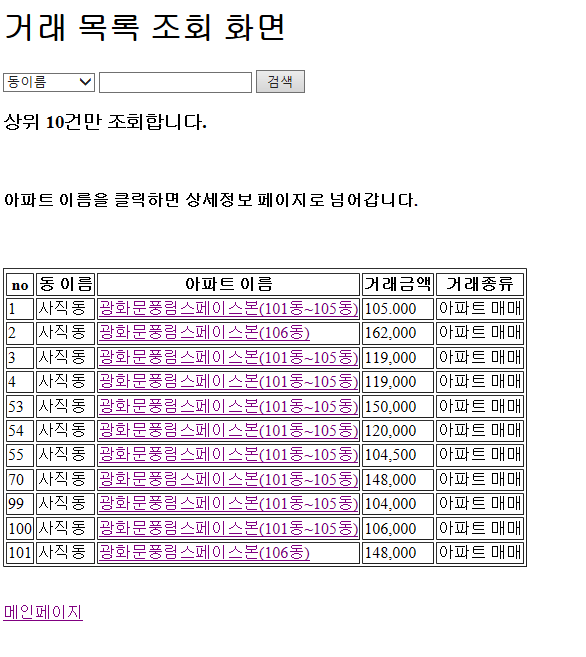 거래 목록 조회 화면
동이름 검색
상위 10건만 조회합니다.
아파트 이름을 클릭하면 상세정보 페이지로 넘어갑니다.
no 동 이름 아파트 이름 거래금액 거래종류
1 사직동 광화문풍림스페이스본(101동~105동) 105.000 아파트 매매
2 사직동 광화문풍림스페이스본(106동) 162,000 아파트 매매
3 사직동 광화문풍림스페이스본(101동~105동) 119,000 아파트 매매
4 사직동 광화문풍림스페이스본(101동~105동) 119,000 아파트 매매
53 사직동 광화문풍림스페이스본(101동~105동) 150,000 아파트 매매
54 사직동 광화문풍림스페이스본(101동~105동) 120,000 아파트 매매
55 사직동 광화문풍림스페이스본(101동~105동) 104,500 아파트 매매
70 사직동 광화문풍림스페이스본(101동~105동) 148,000 아파트 매매
99 사직동 광화문풍림스페이스본(101동~105동) 104,000 아파트 매매
100 사직동 광화문풍림스페이스본(101동~105동) 106,000 아파트 매매
101 사직동 광화문풍림스페이스본(106동) 148,000 아파트 매매
메인페이지